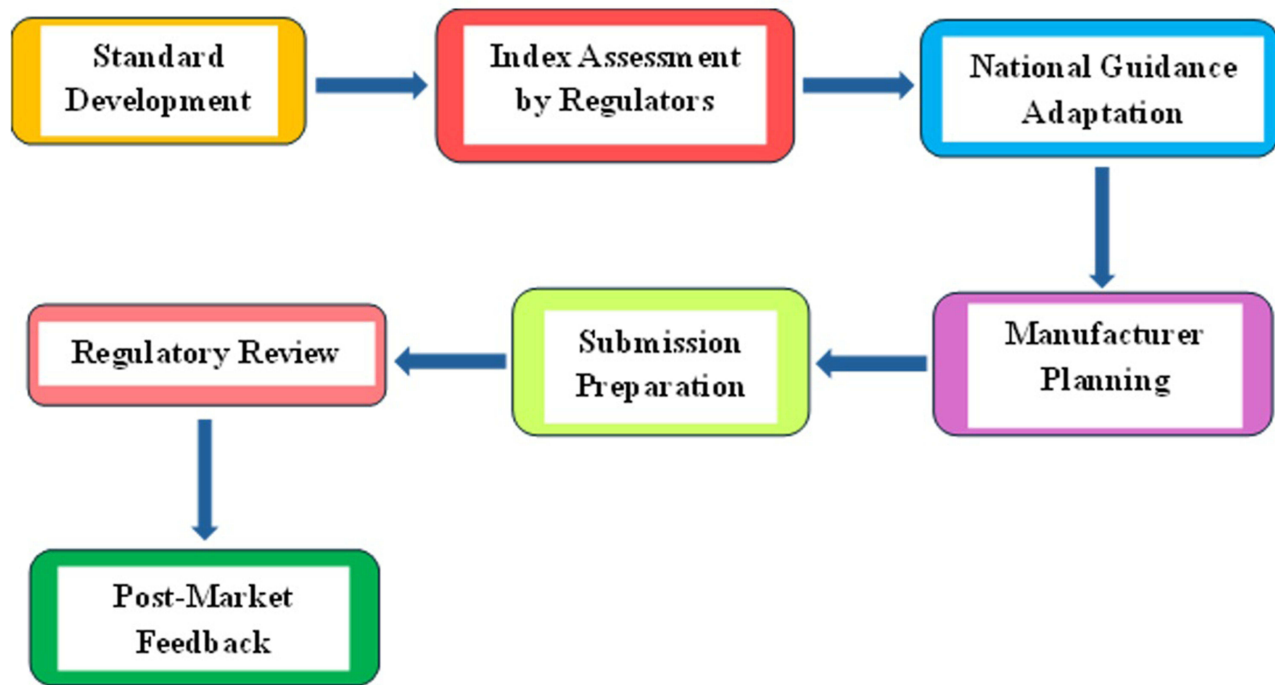 Standard
Development
Index Assessment
by Regulators
National Guidance
Adaptation
Manufacturer
Planning
Submission
Preparation
Regulatory Review
Post-Market
Feedback